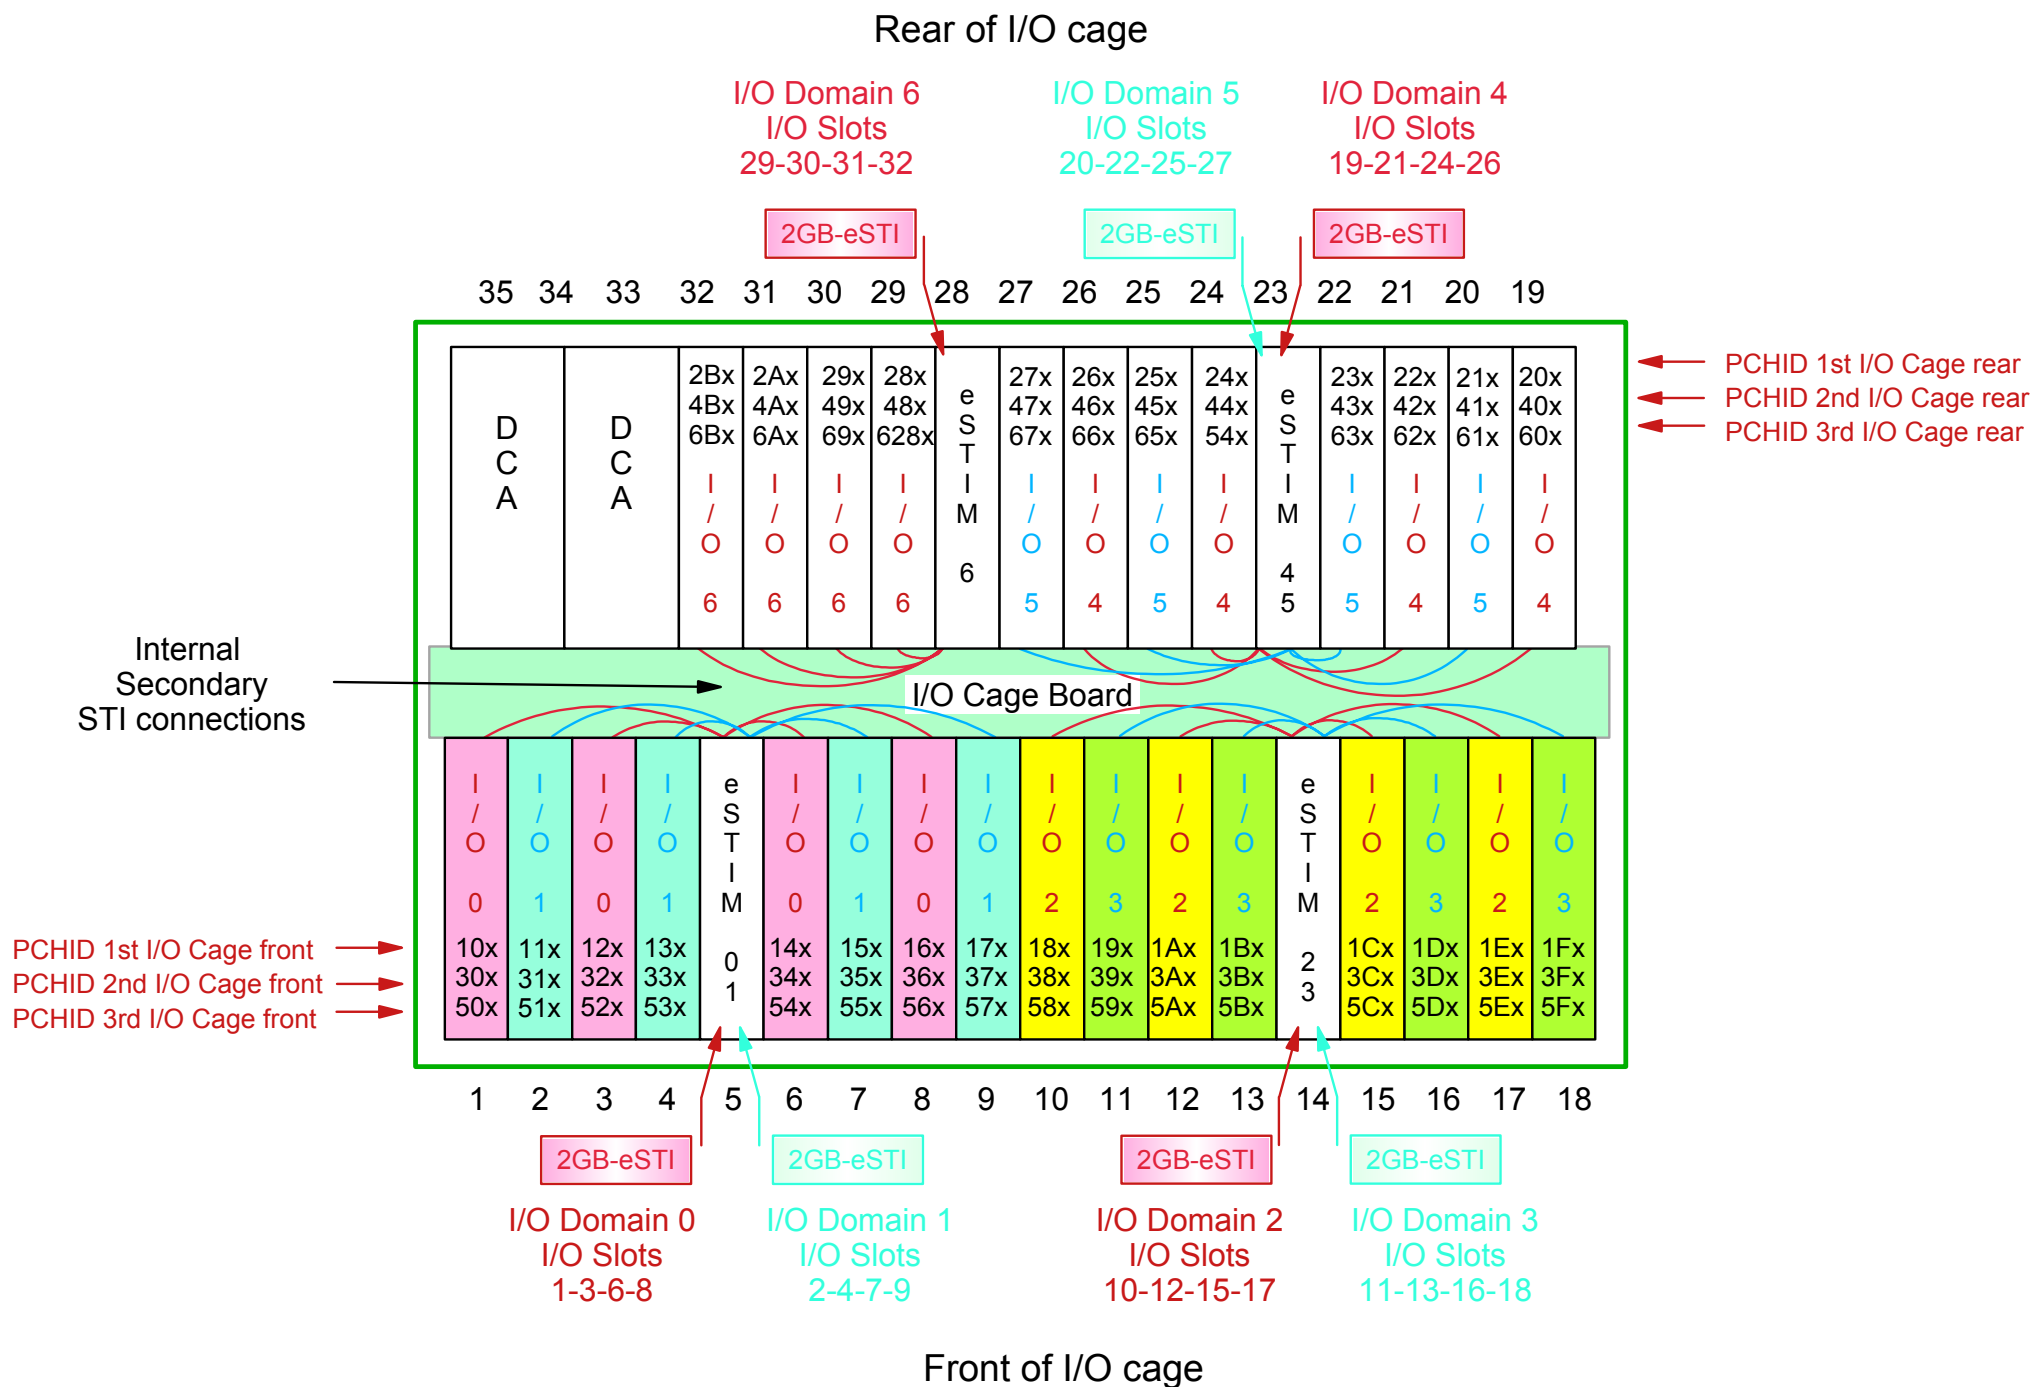 Rear of I/O cage
I/O Domain 6
I/O Slots
29-30-31-32
I/O Domain 5
I/O Slots
20-22-25-27
I/O Domain 4
I/O Slots
19-21-24-26
2GB-eSTI
2GB-eSTI
2GB-eSTI
35 34 33 32 31 30 29 28 27 26 25 24 23 22 21 20 19
DCA
DCA
2Bx 4Bx 6Bx I/O 6
2Ax 4Ax 6Ax I/O 6
29x 49x 69x I/O 6
28x 48x 628x I/O 6
eSTIM 6
27x 47x 67x I/O 5
26x 46x 66x I/O 4
25x 45x 65x I/O 5
24x 44x 54x I/O 4
eSTIM 45
23x 43x 63x I/O 5
22x 42x 62x I/O 4
21x 41x 61x I/O 5
20x 40x 60x I/O 4
PCHID 1st I/O Cage rear
PCHID 2nd I/O Cage rear
PCHID 3rd I/O Cage rear
Internal
Secondary
STI connections
I/O Cage Board
I/O 0 10x 30x 50x
I/O 1 11x 31x 51x
I/O 0 12x 32x 52x
I/O 1 13x 33x 53x
eSTIM 01
I/O 0 14x 34x 54x
I/O 1 15x 35x 55x
I/O 0 16x 36x 56x
I/O 1 17x 37x 57x
I/O 2 18x 38x 58x
I/O 3 19x 39x 59x
I/O 2 1Ax 3Ax 5Ax
I/O 3 1Bx 3Bx 5Bx
eSTIM 23
I/O 2 1Cx 3Cx 5Cx
I/O 3 1Dx 3Dx 5Dx
I/O 2 1Ex 3Ex 5Ex
I/O 3 1Fx 3Fx 5Fx
PCHID 1st I/O Cage front
PCHID 2nd I/O Cage front
PCHID 3rd I/O Cage front
1 2 3 4 5 6 7 8 9 10 11 12 13 14 15 16 17 18
2GB-eSTI
2GB-eSTI
2GB-eSTI
2GB-eSTI
I/O Domain 0
I/O Slots
1-3-6-8
I/O Domain 1
I/O Slots
2-4-7-9
I/O Domain 2
I/O Slots
10-12-15-17
I/O Domain 3
I/O Slots
11-13-16-18
Front of I/O cage